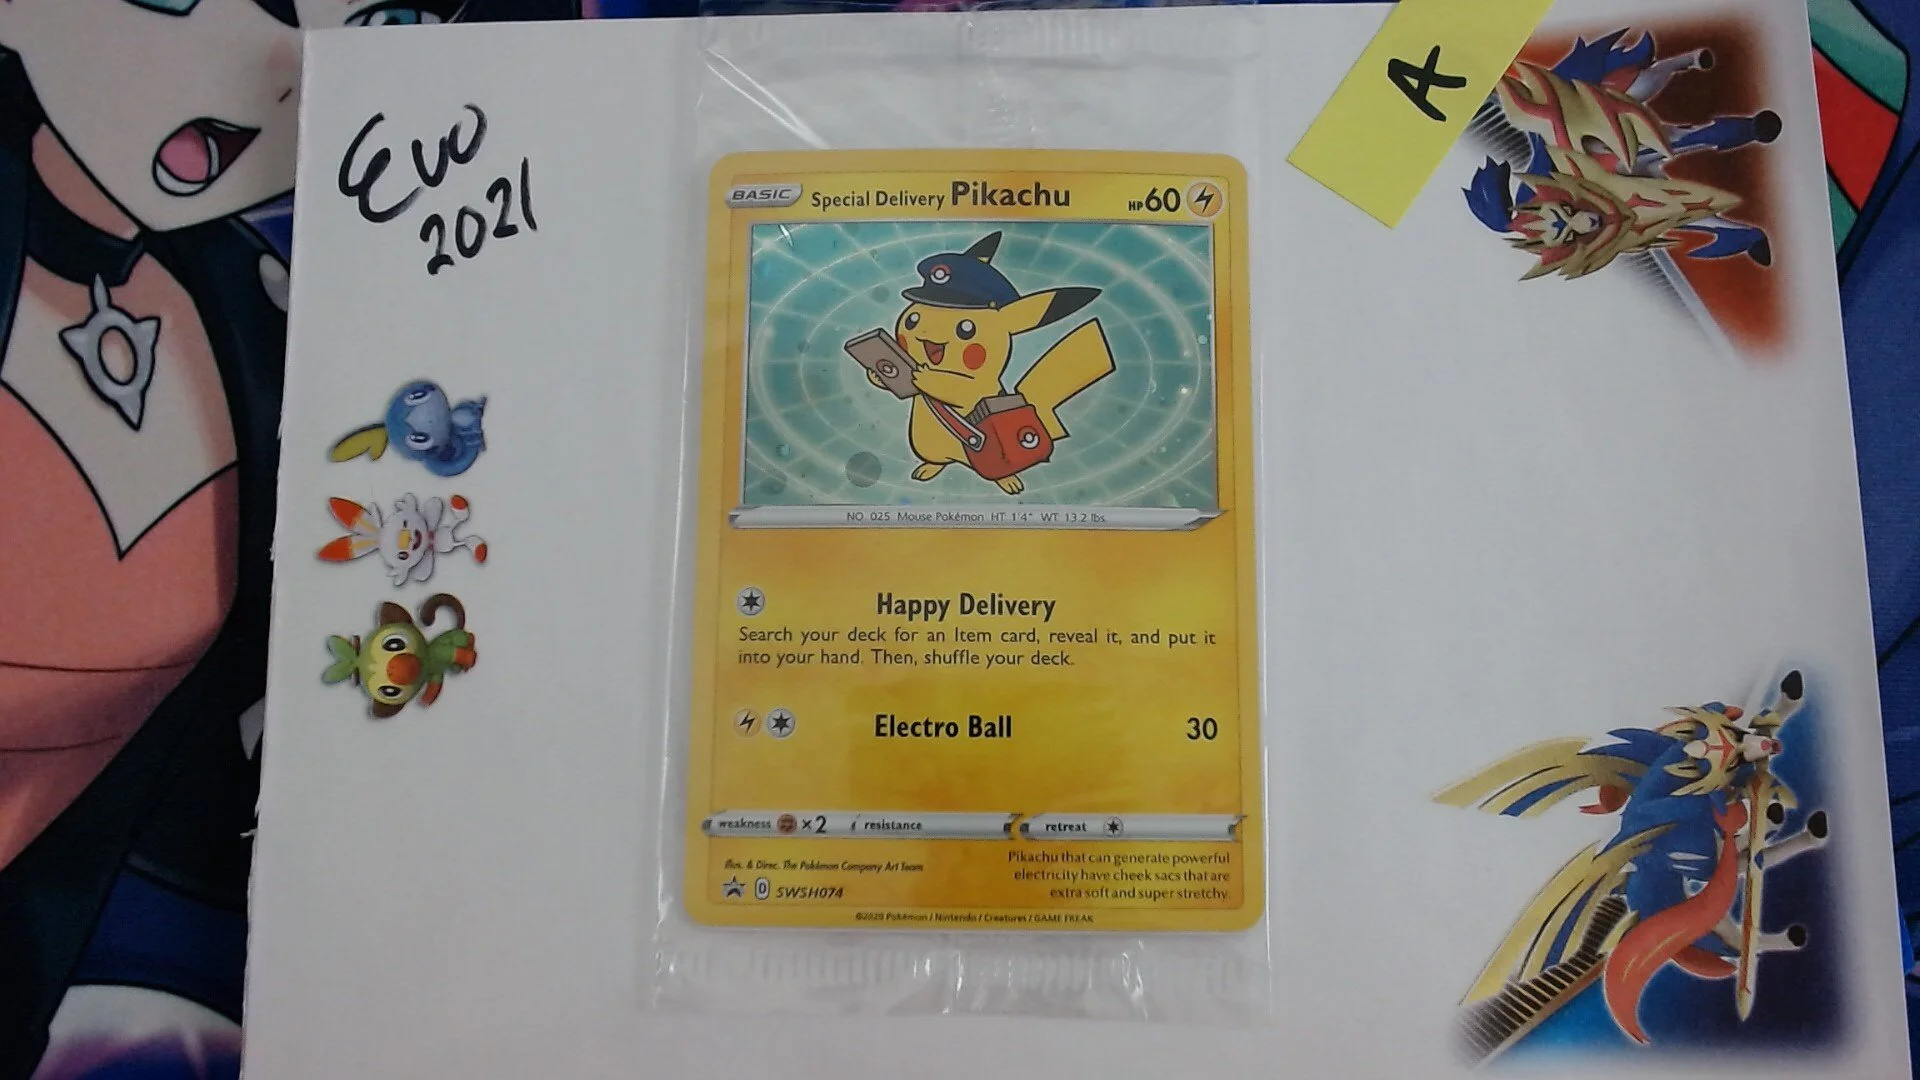 Evo
2021
A
BASIC Special Delivery Pikachu HP60
NO 025 Mouse Pokémon HT 1'4" WT 13.2 lbs.
Happy Delivery
Search your deck for an Item card, reveal it, and put it
into your hand. Then, shuffle your deck.
Electro Ball 30
weakness ×2 resistance retreat
Illus. & Direc. The Pokémon Company Art Team
D SWSH074
Pikachu that can generate powerful
electricity have cheek sacs that are
extra soft and super stretchy.
©2020 Pokémon / Nintendo / Creatures / GAME FREAK